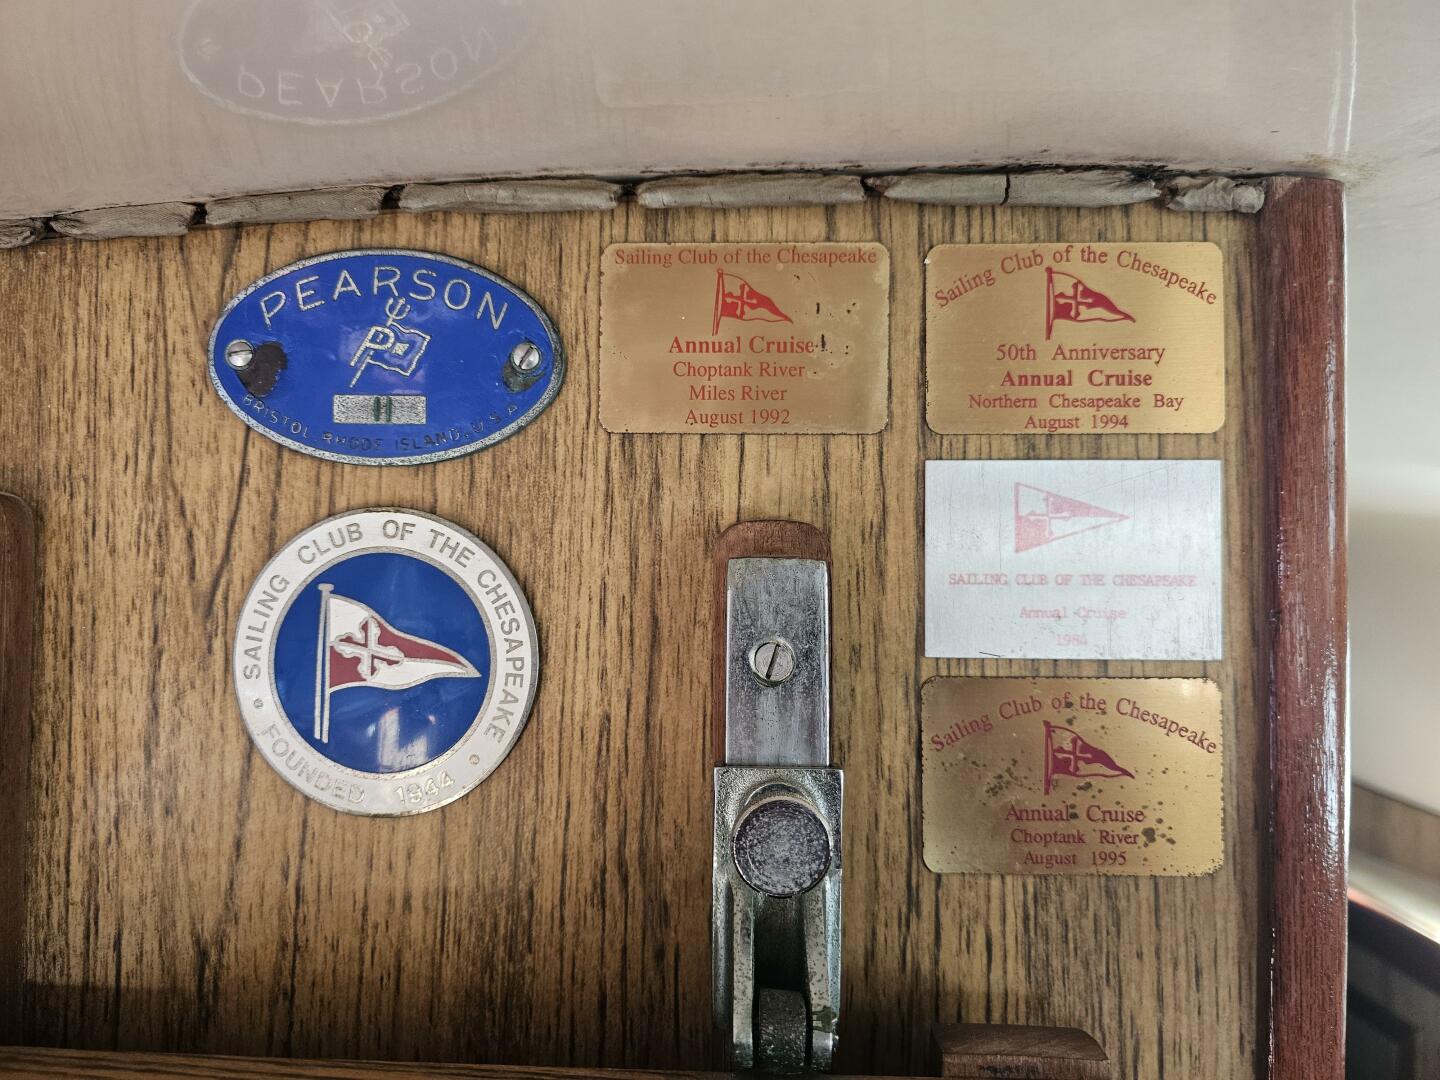 PEARSON
P
11
BRISTOL, RHODE ISLAND, U.S.A.
Sailing Club of the Chesapeake
Annual Cruise
Choptank River
Miles River
August 1992
Sailing Club of the Chesapeake
50th Anniversary
Annual Cruise
Northern Chesapeake Bay
August 1994
SAILING CLUB OF THE CHESAPEAKE
FOUNDED 1944
SAILING CLUB OF THE CHESAPEAKE
Annual Cruise
1984
Sailing Club of the Chesapeake
Annual Cruise
Choptank River
August 1995